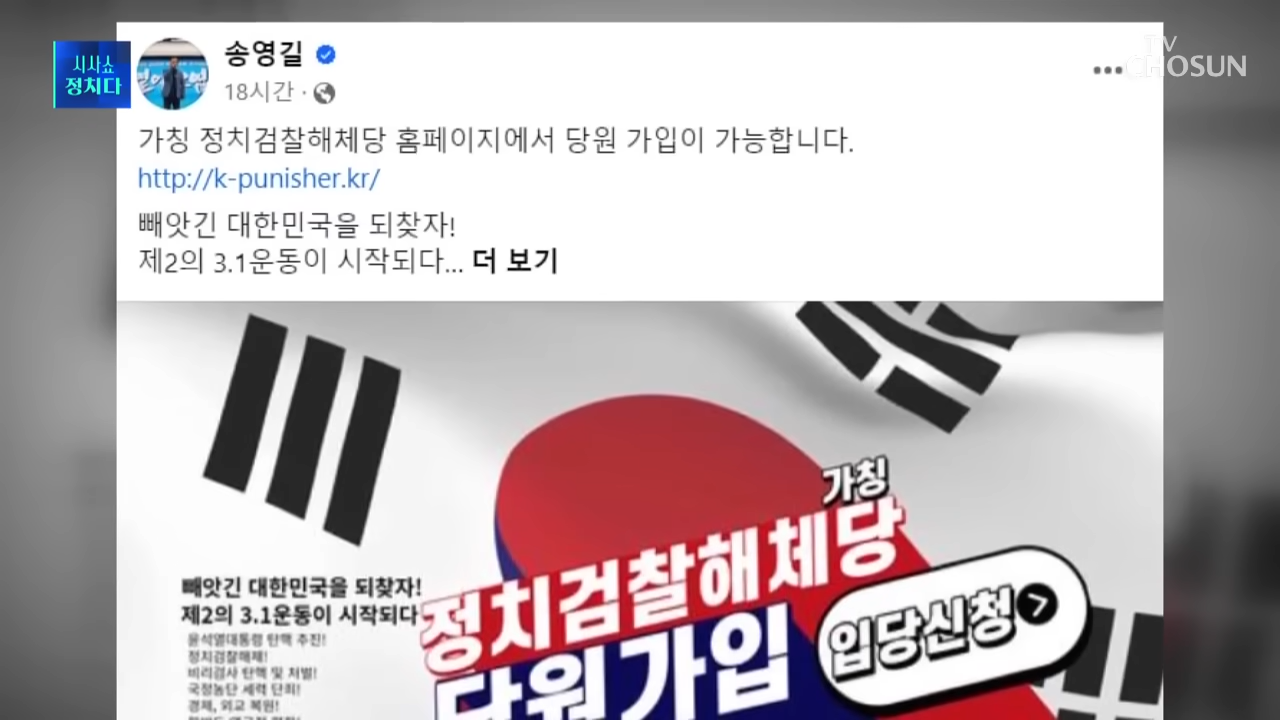 시사쇼
정치다
송영길
18시간 ·
TV
CHOSUN
가칭 정치검찰해체당 홈페이지에서 당원 가입이 가능합니다.
http://k-punisher.kr/
빼앗긴 대한민국을 되찾자!
제2의 3.1운동이 시작되다... 더 보기
가칭
정치검찰해체당
당원가입
입당신청
빼앗긴 대한민국을 되찾자!
제2의 3.1운동이 시작되다
윤석열대통령 탄핵 추진!
정치검찰해체!
비리검사 탄핵 및 처벌!
국정농단 세력 단죄!
경제, 외교 복원!